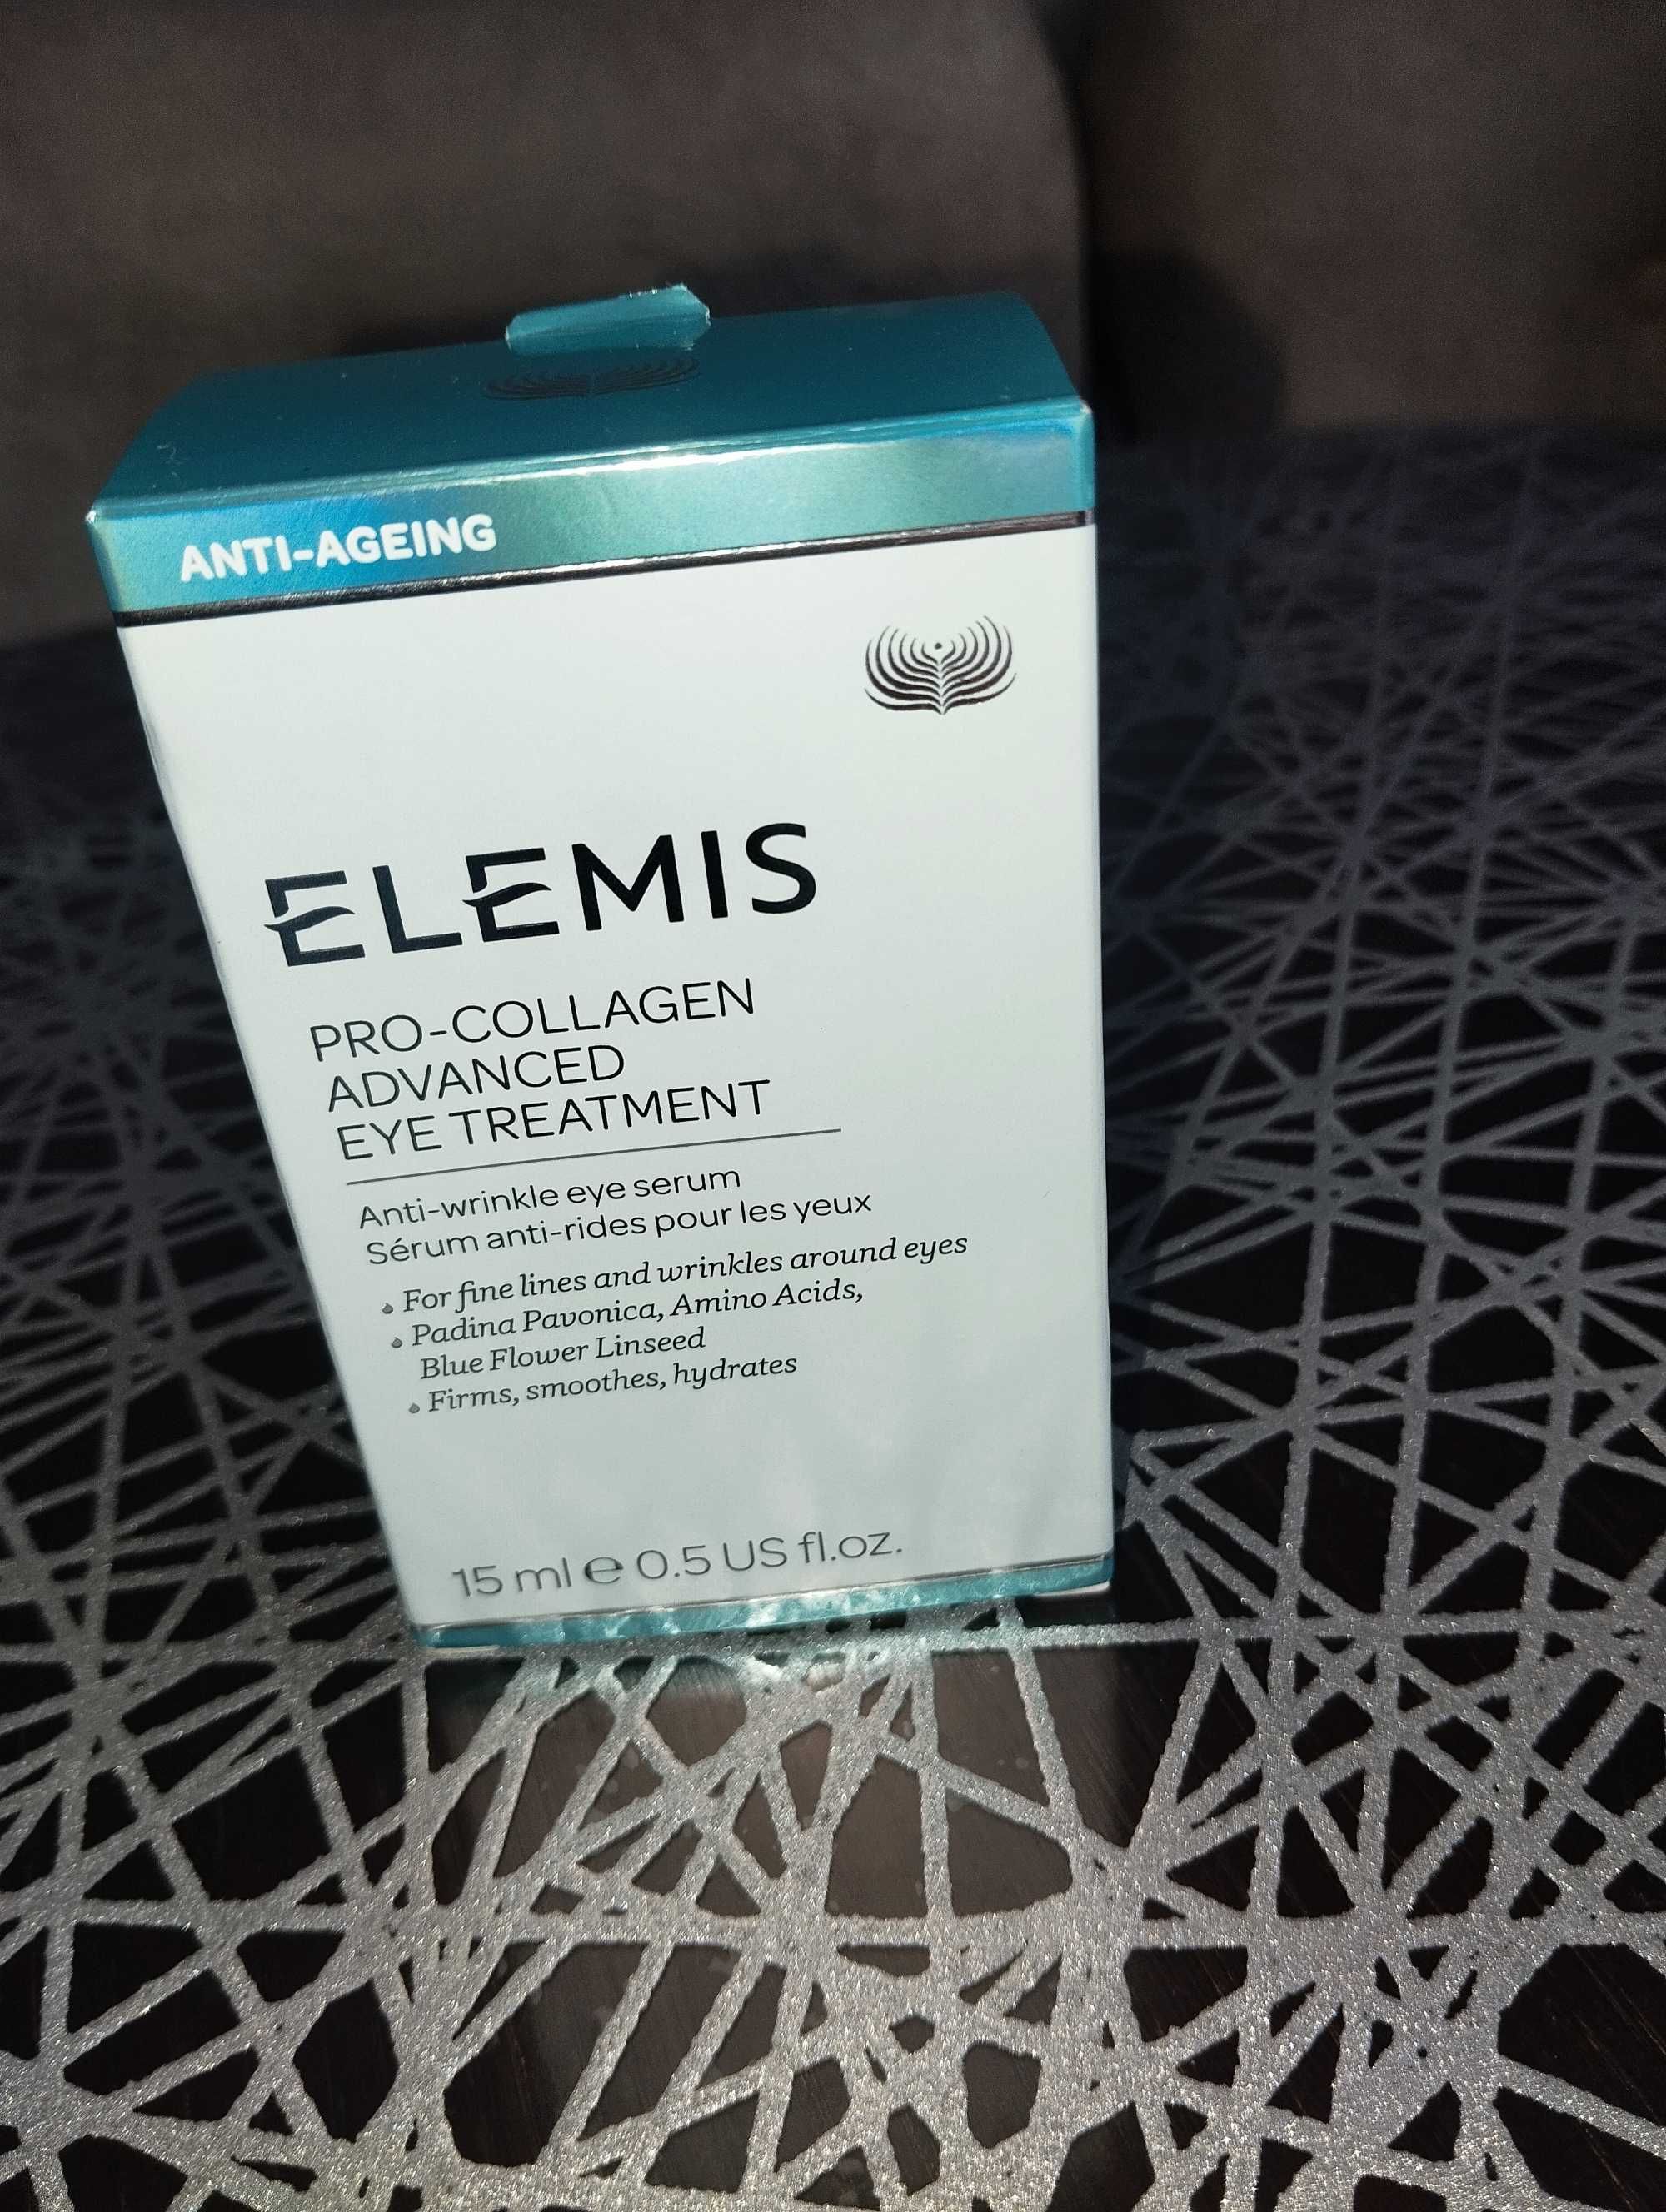 ANTI-AGEING
ELEMIS
PRO-COLLAGEN
ADVANCED
EYE TREATMENT
Anti-wrinkle eye serum
Sérum anti-rides pour les yeux
For fine lines and wrinkles around eyes
Padina Pavonica, Amino Acids,
Blue Flower Linseed
Firms, smoothes, hydrates
15 ml ℮ 0.5 US fl.oz.